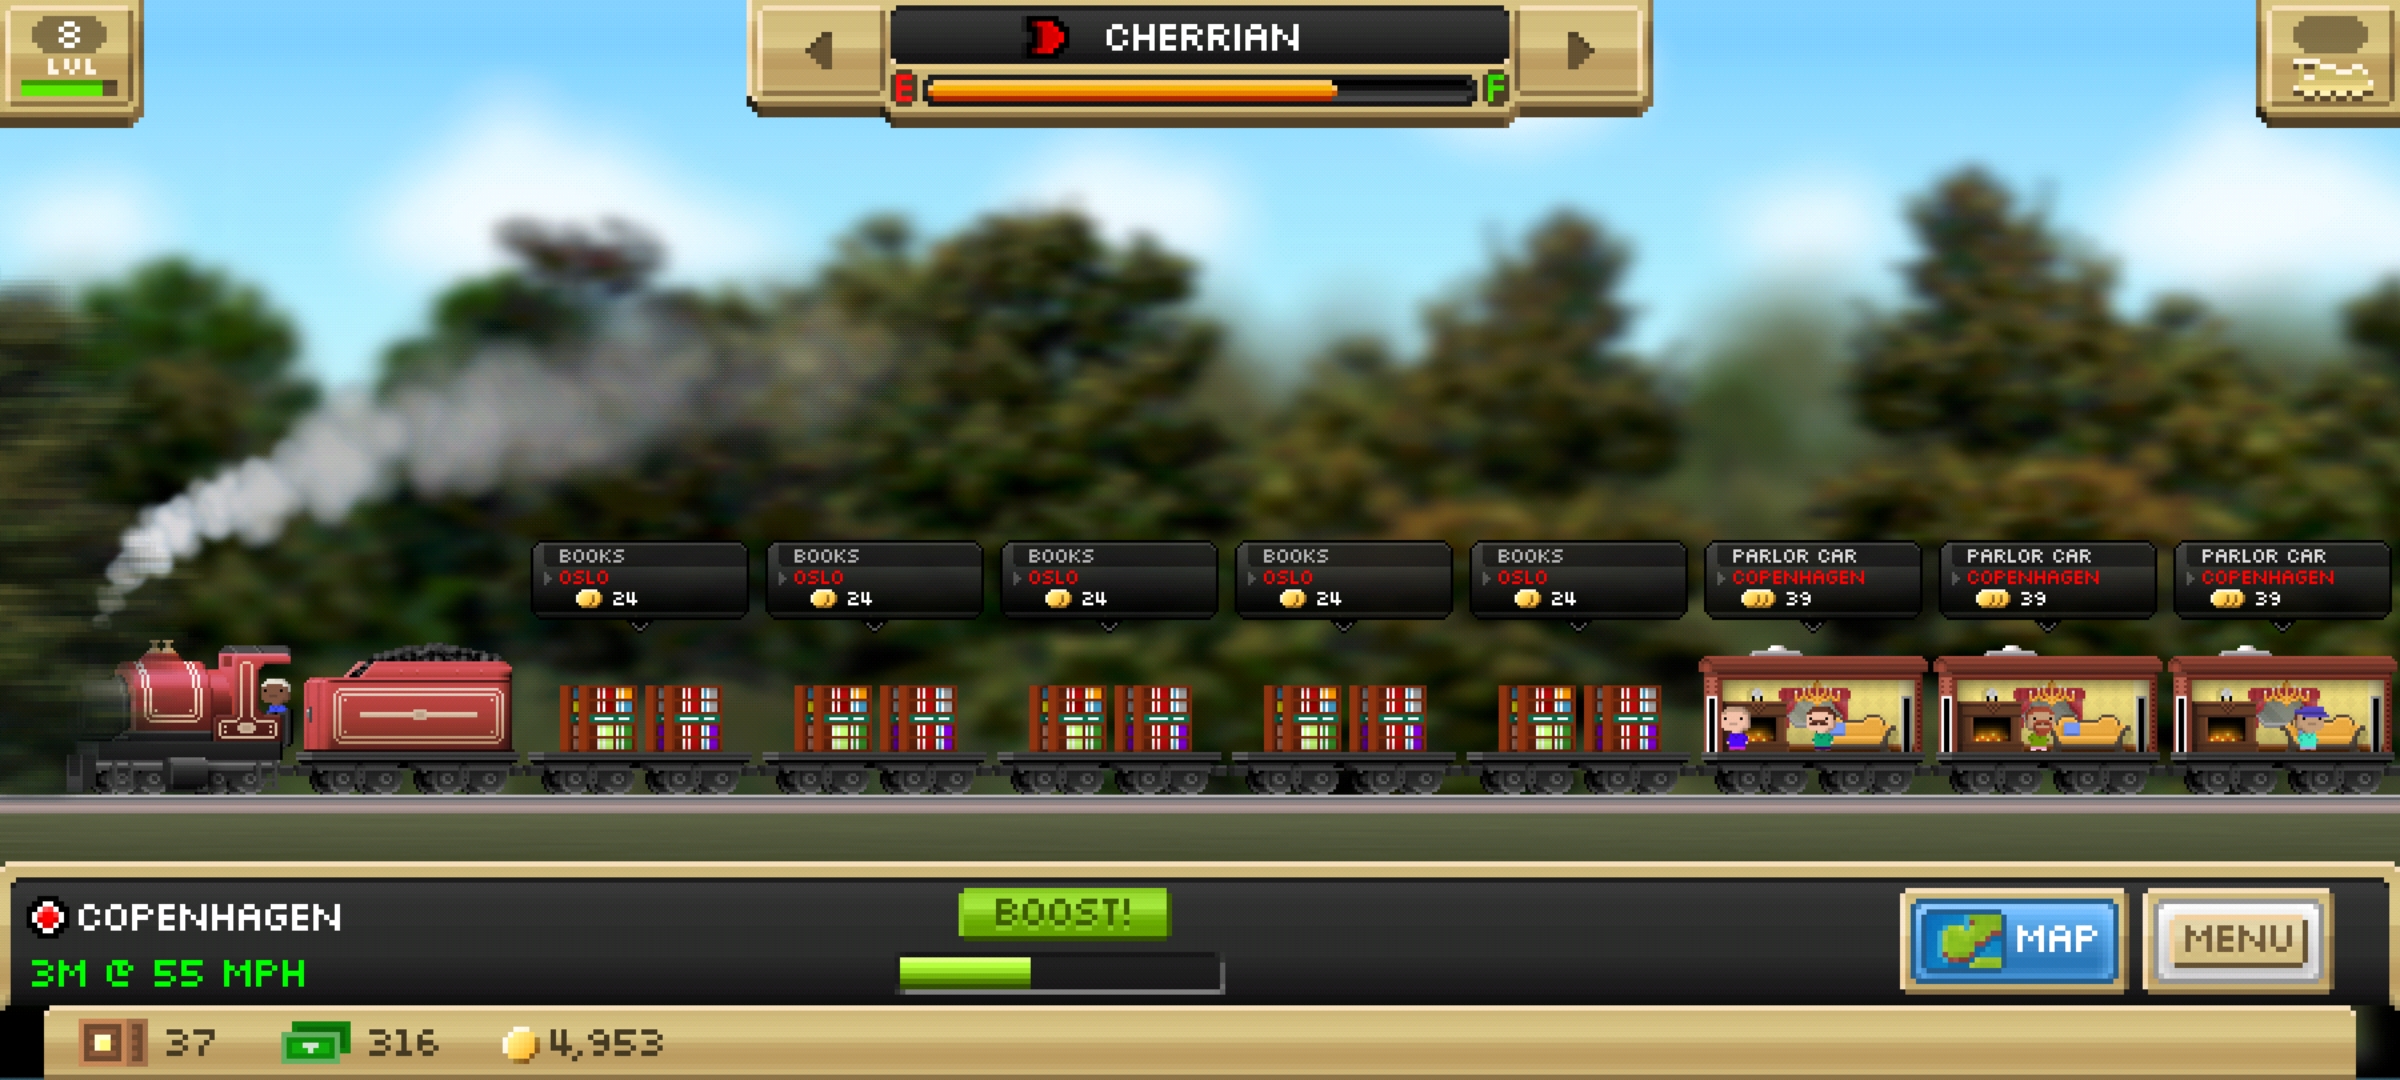 8
LVL
CHERRIAN
E
F
BOOKS
OSLO
24
BOOKS
OSLO
24
BOOKS
OSLO
24
BOOKS
OSLO
24
BOOKS
OSLO
24
PARLOR CAR
COPENHAGEN
39
PARLOR CAR
COPENHAGEN
39
PARLOR CAR
COPENHAGEN
39
COPENHAGEN
3M @ 55 MPH
BOOST!
MAP
MENU
37
316
4,953